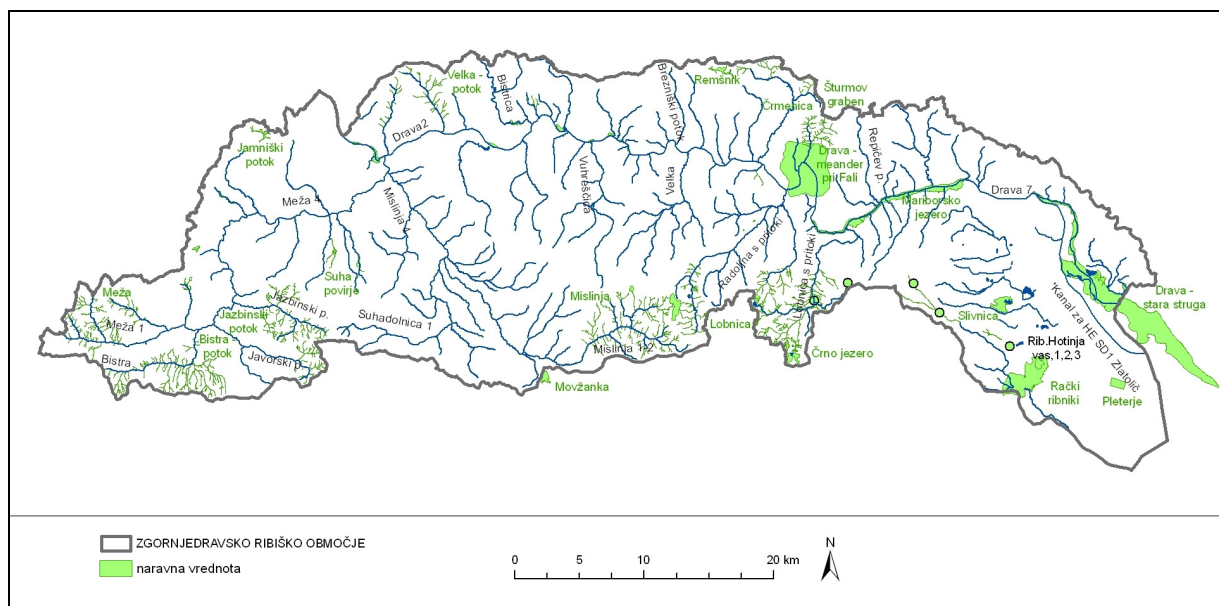 Velka -
potok
Bistrica
Brezniški potok
Remšnik
Črmenica
Šturmov
graben
Jamniški
potok
Drava2
Vuhreščica
Velka
Drava -
meander
pri Fali
Repičev p.
Meža 4
Mislinja 1
Mariborsko
jezero
Drava 7
Suha
povirje
Radoljna s pritoki
Lobnica s pritoki
Meža
Meža 1
Jazbinski
potok
Jazbinski p.
Suhadolnica 1
Mislinja
Lobnica
Slivnica
Kanal za HE SD1 Zlatolič
Drava -
stara struga
Bistra
Bistra -
potok
Javorski p.
Mislinja 1-2
Movžanka
Črno jezero
Rib.Hotinja
vas,1,2,3
Rački
ribniki
Pleterje
ZGORNJEDRAVSKO RIBIŠKO OBMOČJE
naravna vrednota
0 5 10 20 km
N